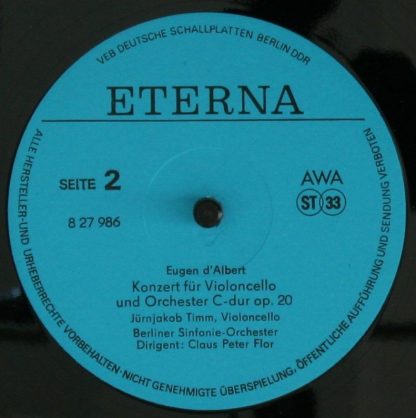 VEB DEUTSCHE SCHALLPLATTEN BERLIN DDR
ETERNA
SEITE 2
8 27 986
AWA
ST 33
Eugen d'Albert
Konzert für Violoncello
und Orchester C-dur op. 20
Jürnjakob Timm, Violoncello
Berliner Sinfonie-Orchester
Dirigent: Claus Peter Flor
ALLE HERSTELLER-UND URHEBERRECHTE VORBEHALTEN·NICHT GENEHMIGTE ÜBERSPIELUNG, ÖFFENTLICHE AUFFÜHRUNG UND SENDUNG VERBOTEN